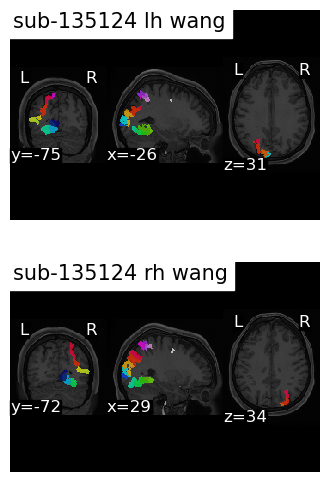 sub-135124 lh wang
L R
L R
y=-75 x=-26 z=31
sub-135124 rh wang
L R
L R
y=-72 x=29 z=34